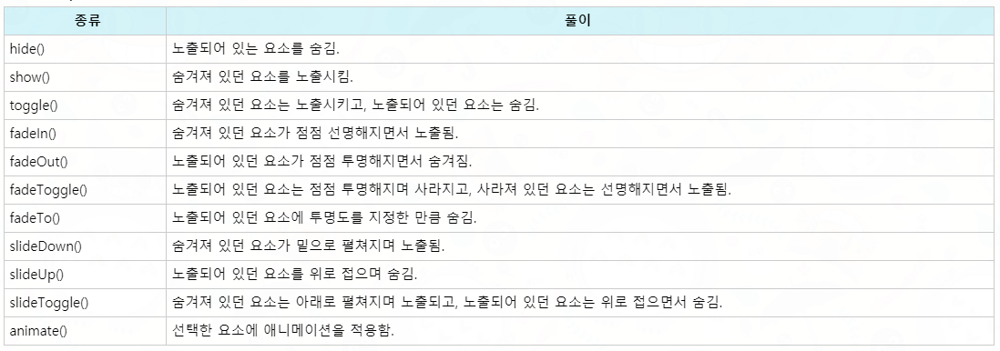 종류 풀이
hide() 노출되어 있는 요소를 숨김.
show() 숨겨져 있던 요소를 노출시킴.
toggle() 숨겨져 있던 요소는 노출시키고, 노출되어 있던 요소는 숨김.
fadeIn() 숨겨져 있던 요소가 점점 선명해지면서 노출됨.
fadeOut() 노출되어 있던 요소가 점점 투명해지면서 숨겨짐.
fadeToggle() 노출되어 있던 요소는 점점 투명해지며 사라지고, 사라져 있던 요소는 선명해지면서 노출됨.
fadeTo() 노출되어 있던 요소에 투명도를 지정한 만큼 숨김.
slideDown() 숨겨져 있던 요소가 밑으로 펼쳐지며 노출됨.
slideUp() 노출되어 있던 요소를 위로 접으며 숨김.
slideToggle() 숨겨져 있던 요소는 아래로 펼쳐지며 노출되고, 노출되어 있던 요소는 위로 접으면서 숨김.
animate() 선택한 요소에 애니메이션을 적용함.